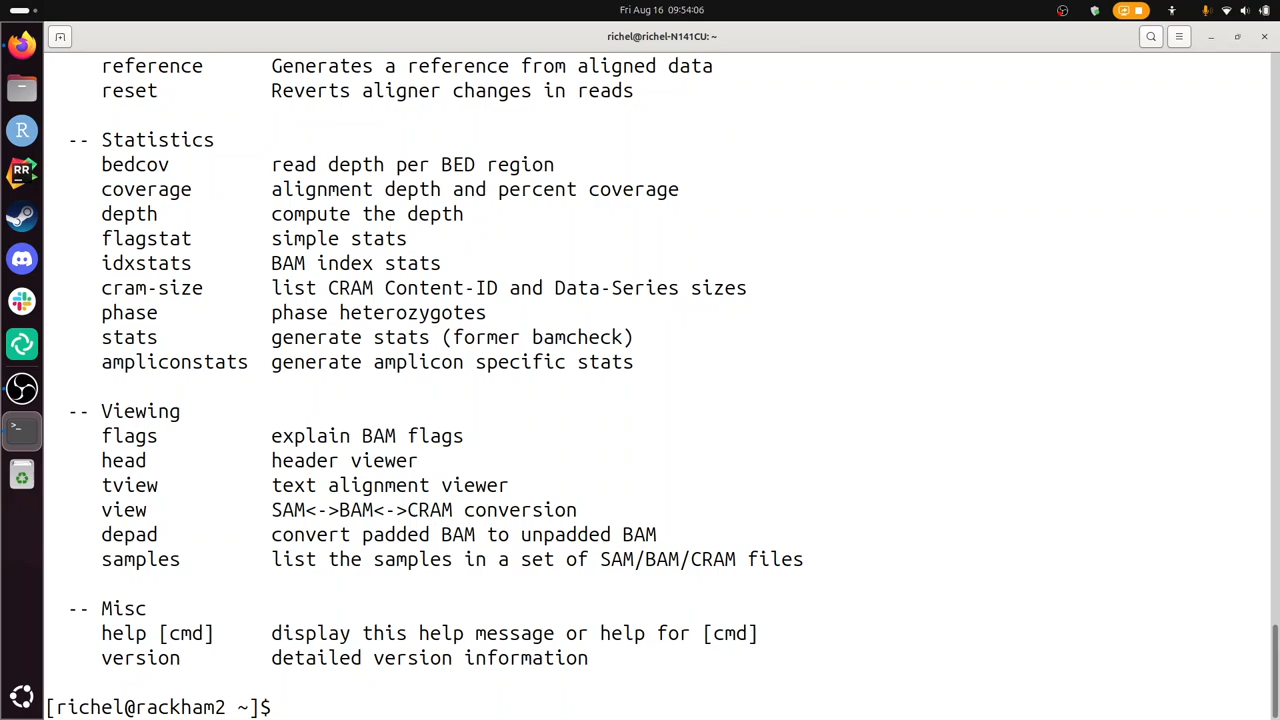 Fri Aug 16 09:54:06
richel@richel-N141CU: ~
reference Generates a reference from aligned data
reset Reverts aligner changes in reads
-- Statistics
bedcov read depth per BED region
coverage alignment depth and percent coverage
depth compute the depth
flagstat simple stats
idxstats BAM index stats
cram-size list CRAM Content-ID and Data-Series sizes
phase phase heterozygotes
stats generate stats (former bamcheck)
ampliconstats generate amplicon specific stats
-- Viewing
flags explain BAM flags
head header viewer
tview text alignment viewer
view SAM<->BAM<->CRAM conversion
depad convert padded BAM to unpadded BAM
samples list the samples in a set of SAM/BAM/CRAM files
-- Misc
help [cmd] display this help message or help for [cmd]
version detailed version information
[richel@rackham2 ~]$
R
RR
>_